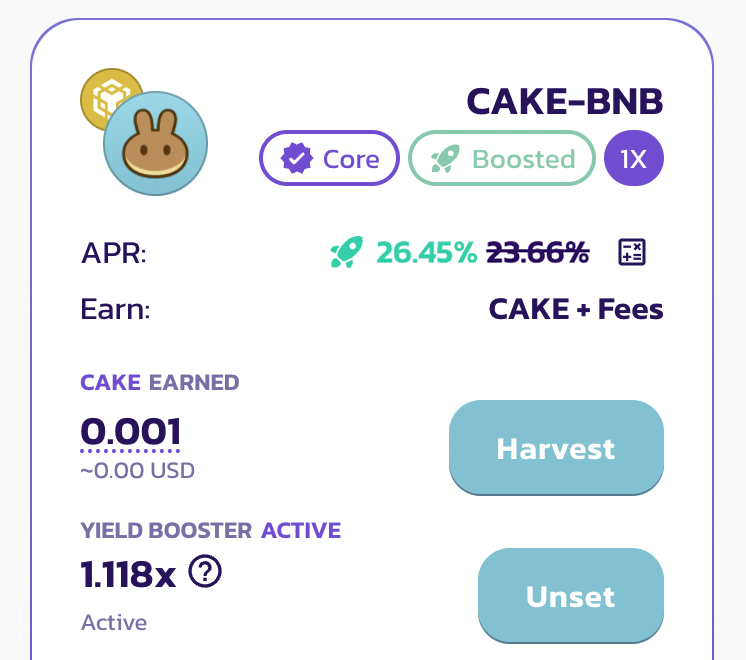 CAKE-BNB
Core
Boosted
1X
APR: 26.45% 23.66%
Earn: CAKE + Fees
CAKE EARNED
0.001
~0.00 USD
Harvest
YIELD BOOSTER ACTIVE
1.118x ?
Active
Unset